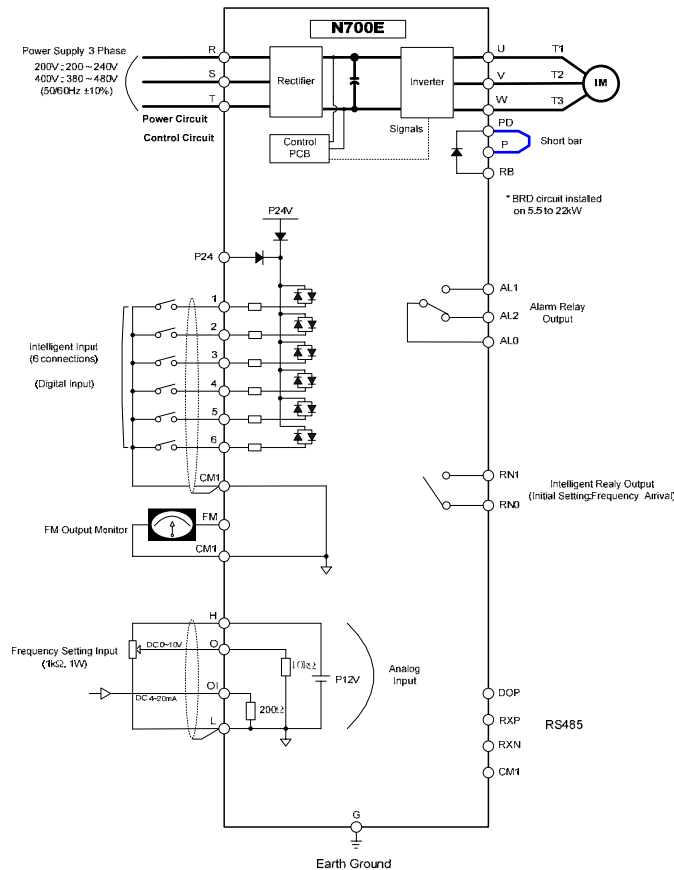 N700E
Power Supply 3 Phase
200V : 200 ~ 240V
400V : 380 ~ 480V
(50/60Hz ±10%)
R
S
T
Rectifier
Inverter
U
V
W
T1
T2
T3
IM
Power Circuit
Control Circuit
Control
PCB
Signals
PD
P
RB
Short bar
* BRD circuit installed
on 5.5 to 22kW
P24V
P24
1
2
3
4
5
6
CM1
Intelligent Input
(6 connections)
(Digital Input)
AL1
AL2
AL0
Alarm Relay
Output
RN1
RN0
Intelligent Realy Output
(Initial Setting:Frequency Arrival)
FM Output Monitor
FM
CM1
H
O
OI
L
Frequency Setting Input
(1kΩ, 1W)
DC 0~10V
DC 4~20mA
10kΩ
200Ω
P12V
Analog
Input
DOP
RXP
RXN
CM1
RS485
G
Earth Ground